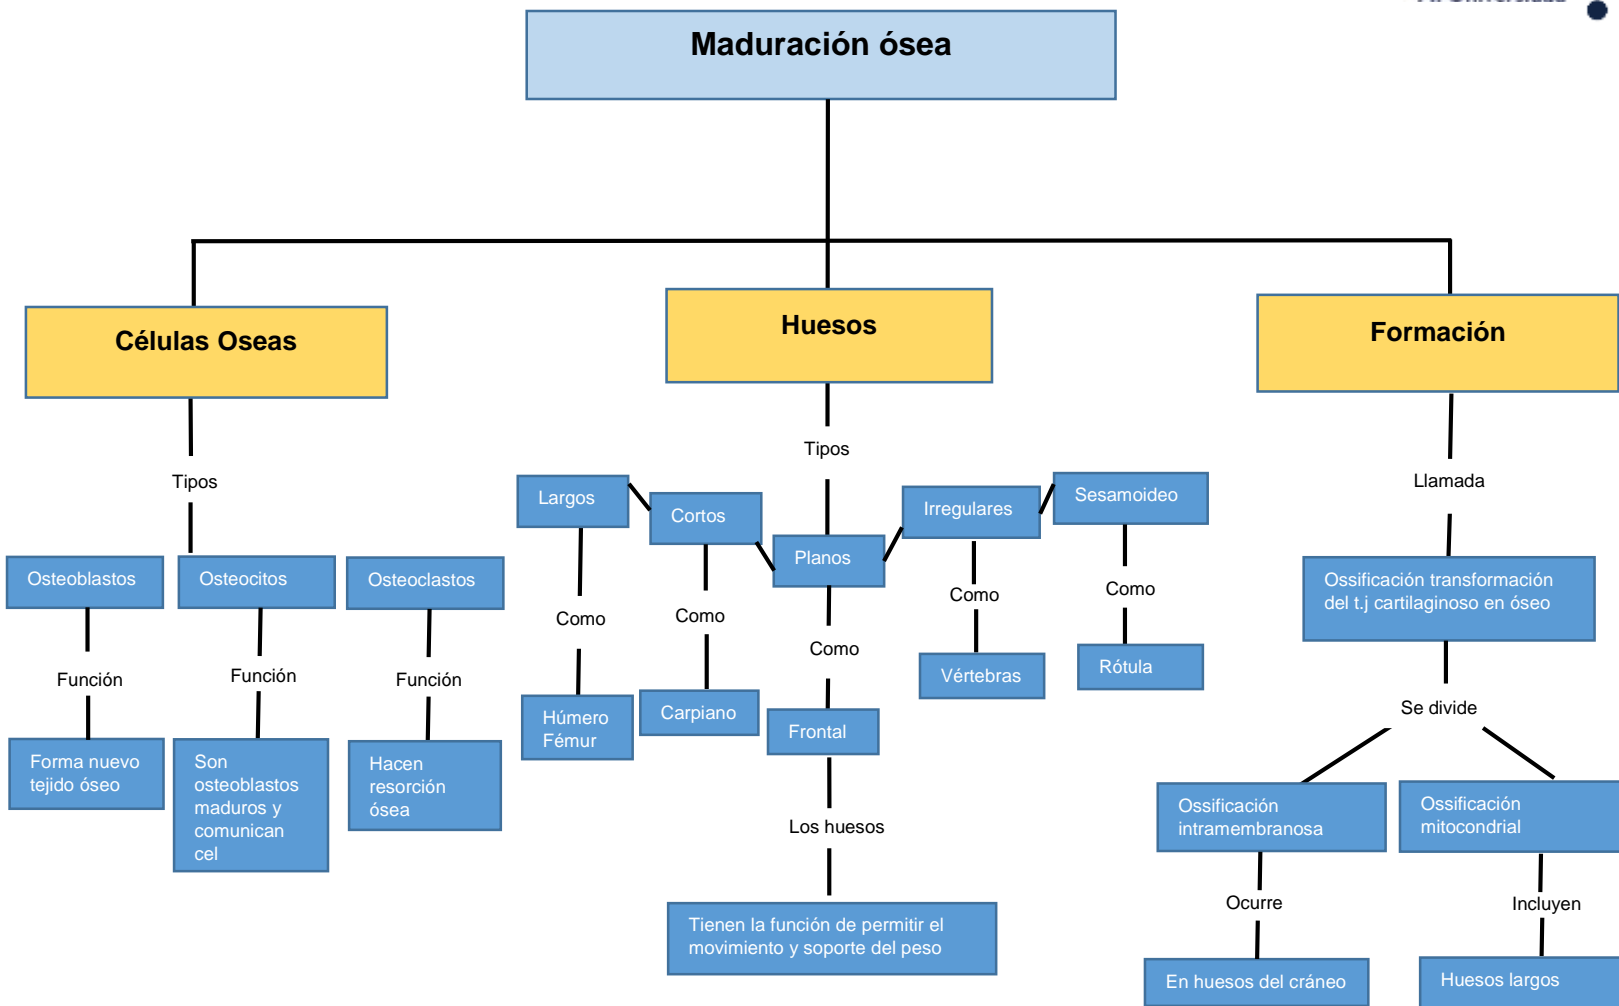 Maduración ósea
Células Oseas
Huesos
Formación
Tipos
Tipos
Llamada
Largos
Cortos
Planos
Irregulares
Sesamoideo
Osteoblastos
Osteocitos
Osteoclastos
Ossificación transformación
del t.j cartilaginoso en óseo
Como
Como
Como
Como
Como
Función
Función
Función
Húmero
Fémur
Carpiano
Frontal
Vértebras
Rótula
Se divide
Forma nuevo
tejido óseo
Son
osteoblastos
maduros y
comunican
cel
Hacen
resorción
ósea
Los huesos
Ossificación
intramembranosa
Ossificación
mitocondrial
Tienen la función de permitir el
movimiento y soporte del peso
Ocurre
Incluyen
En huesos del cráneo
Huesos largos